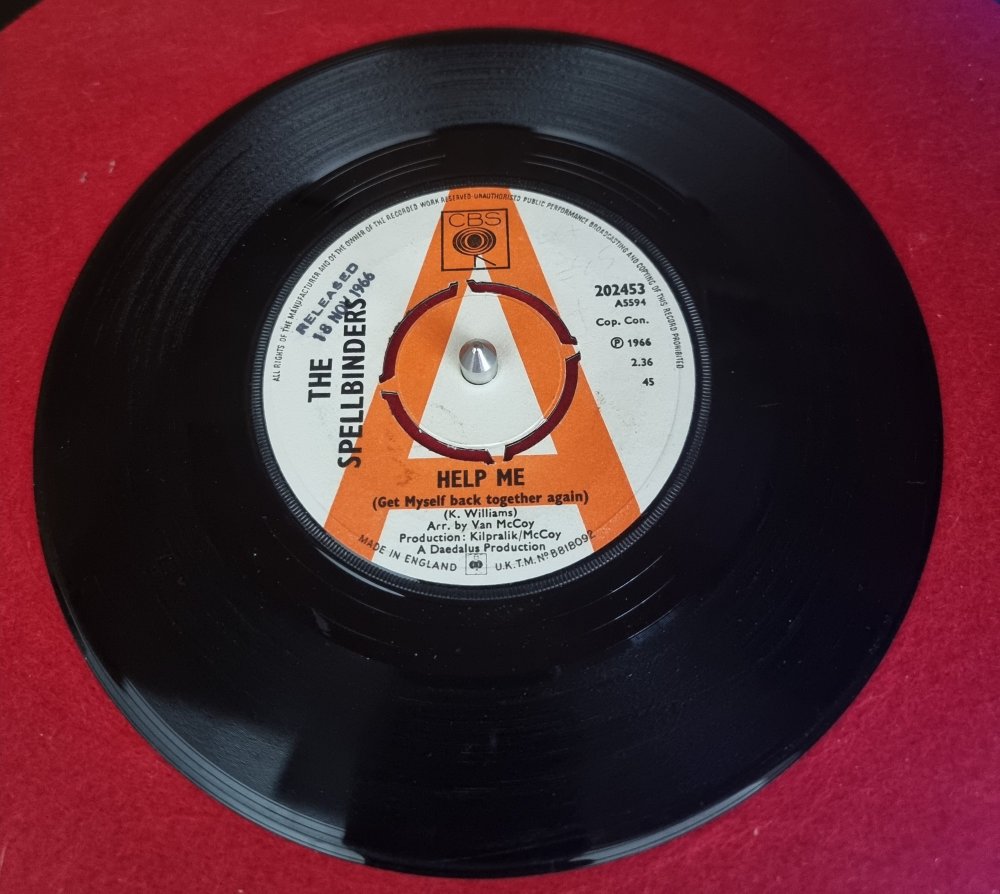 ALL RIGHTS OF THE MANUFACTURER AND OF THE OWNER OF THE RECORDED WORK RESERVED UNAUTHORISED PUBLIC PERFORMANCE BROADCASTING AND COPYING OF THIS RECORD PROHIBITED
CBS
RELEASED
18 NOV 1966
THE
SPELLBINDERS
202453
A5594
Cop. Con.
Ⓟ 1966
2.36
45
A
HELP ME
(Get Myself back together again)
(K. Williams)
Arr. by Van McCoy
Production: Kilpralik/McCoy
A Daedalus Production
MADE IN ENGLAND U.K.T.M. Nº B81B092